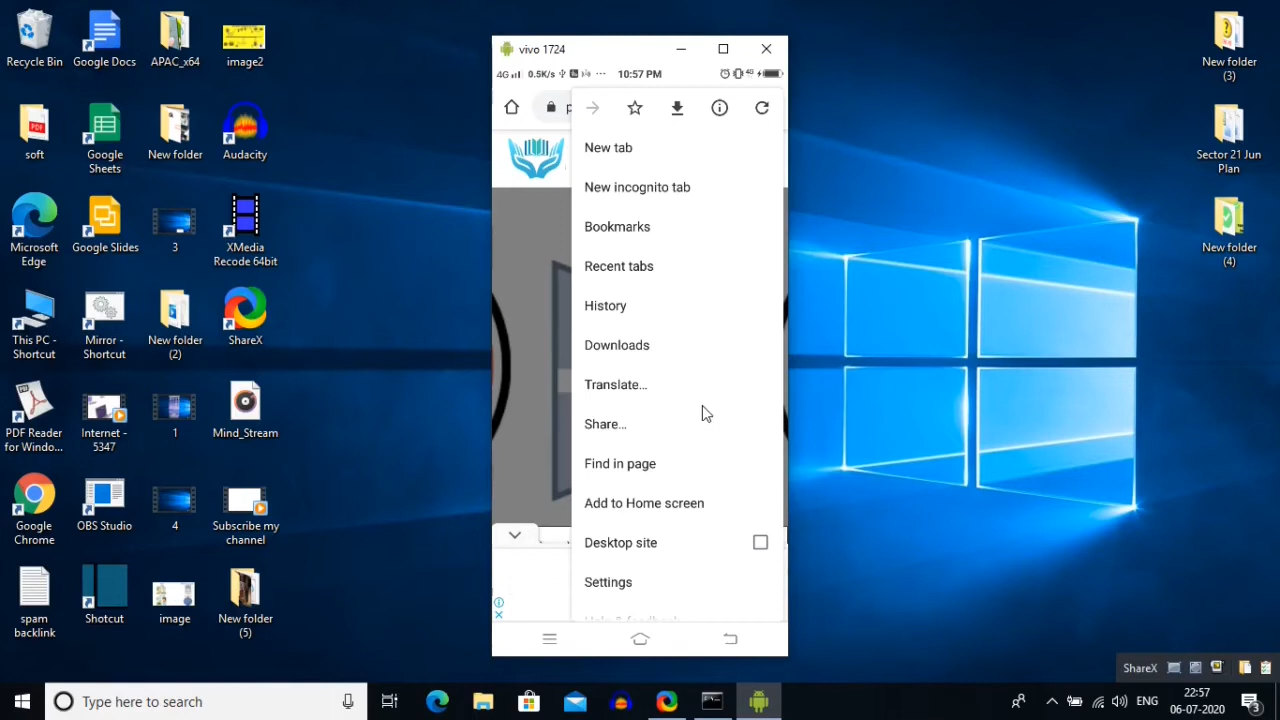 Recycle Bin
Google Docs
APAC_x64
image2
soft
Google
Sheets
New folder
Audacity
Microsoft
Edge
Google Slides
3
XMedia
Recode 64bit
This PC -
Shortcut
Mirror -
Shortcut
New folder
(2)
ShareX
PDF Reader
for Windo...
Internet -
5347
1
Mind_Stream
Google
Chrome
OBS Studio
4
Subscribe my
channel
spam
backlink
Shotcut
image
New folder
(5)
vivo 1724
4G 0.5K/s ... 10:57 PM 4G
New tab
New incognito tab
Bookmarks
Recent tabs
History
Downloads
Translate...
Share...
Find in page
Add to Home screen
Desktop site
Settings
New folder
(3)
Sector 21 Jun
Plan
New folder
(4)
ShareX
Type here to search
ENG
22:57
06-07-2020
3